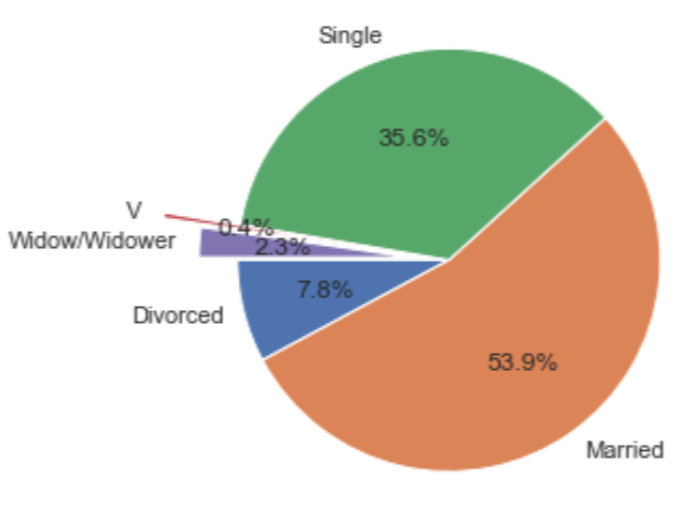 Single
35.6%
V
0.4%
Widow/Widower
2.3%
7.8%
Divorced
53.9%
Married